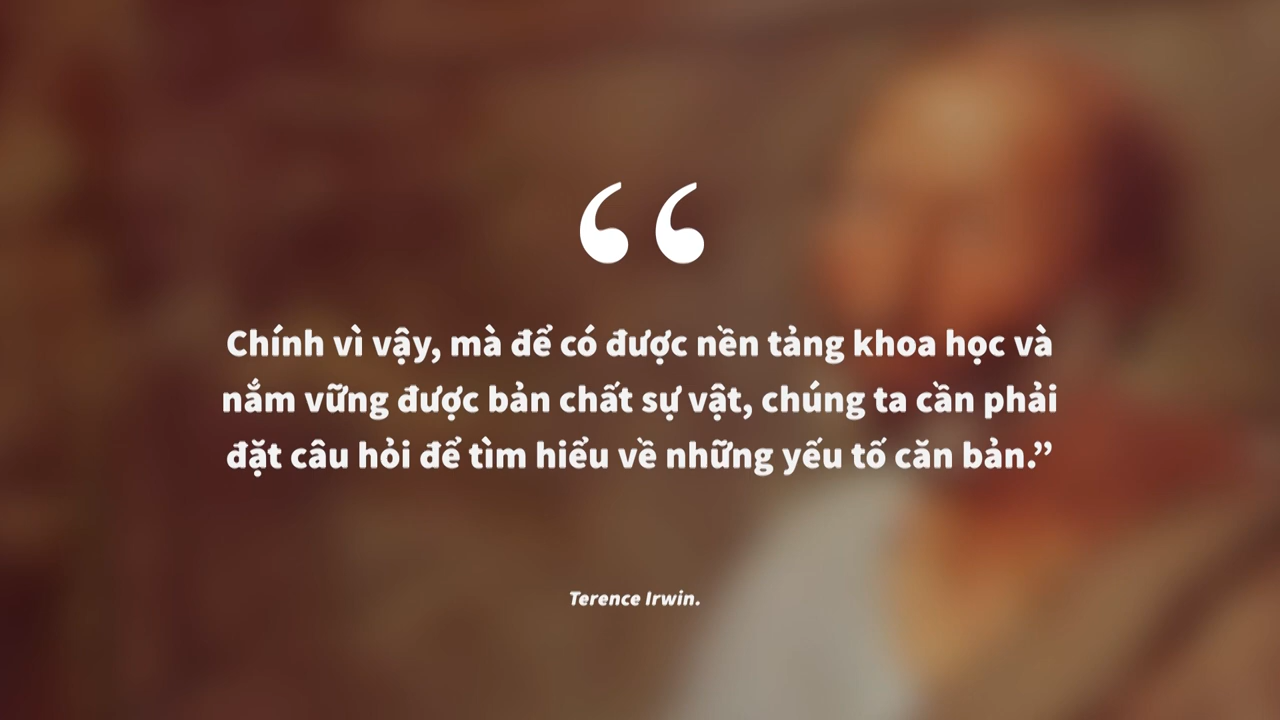 “
Chính vì vậy, mà để có được nền tảng khoa học và
nắm vững được bản chất sự vật, chúng ta cần phải
đặt câu hỏi để tìm hiểu về những yếu tố căn bản.”
Terence Irwin.